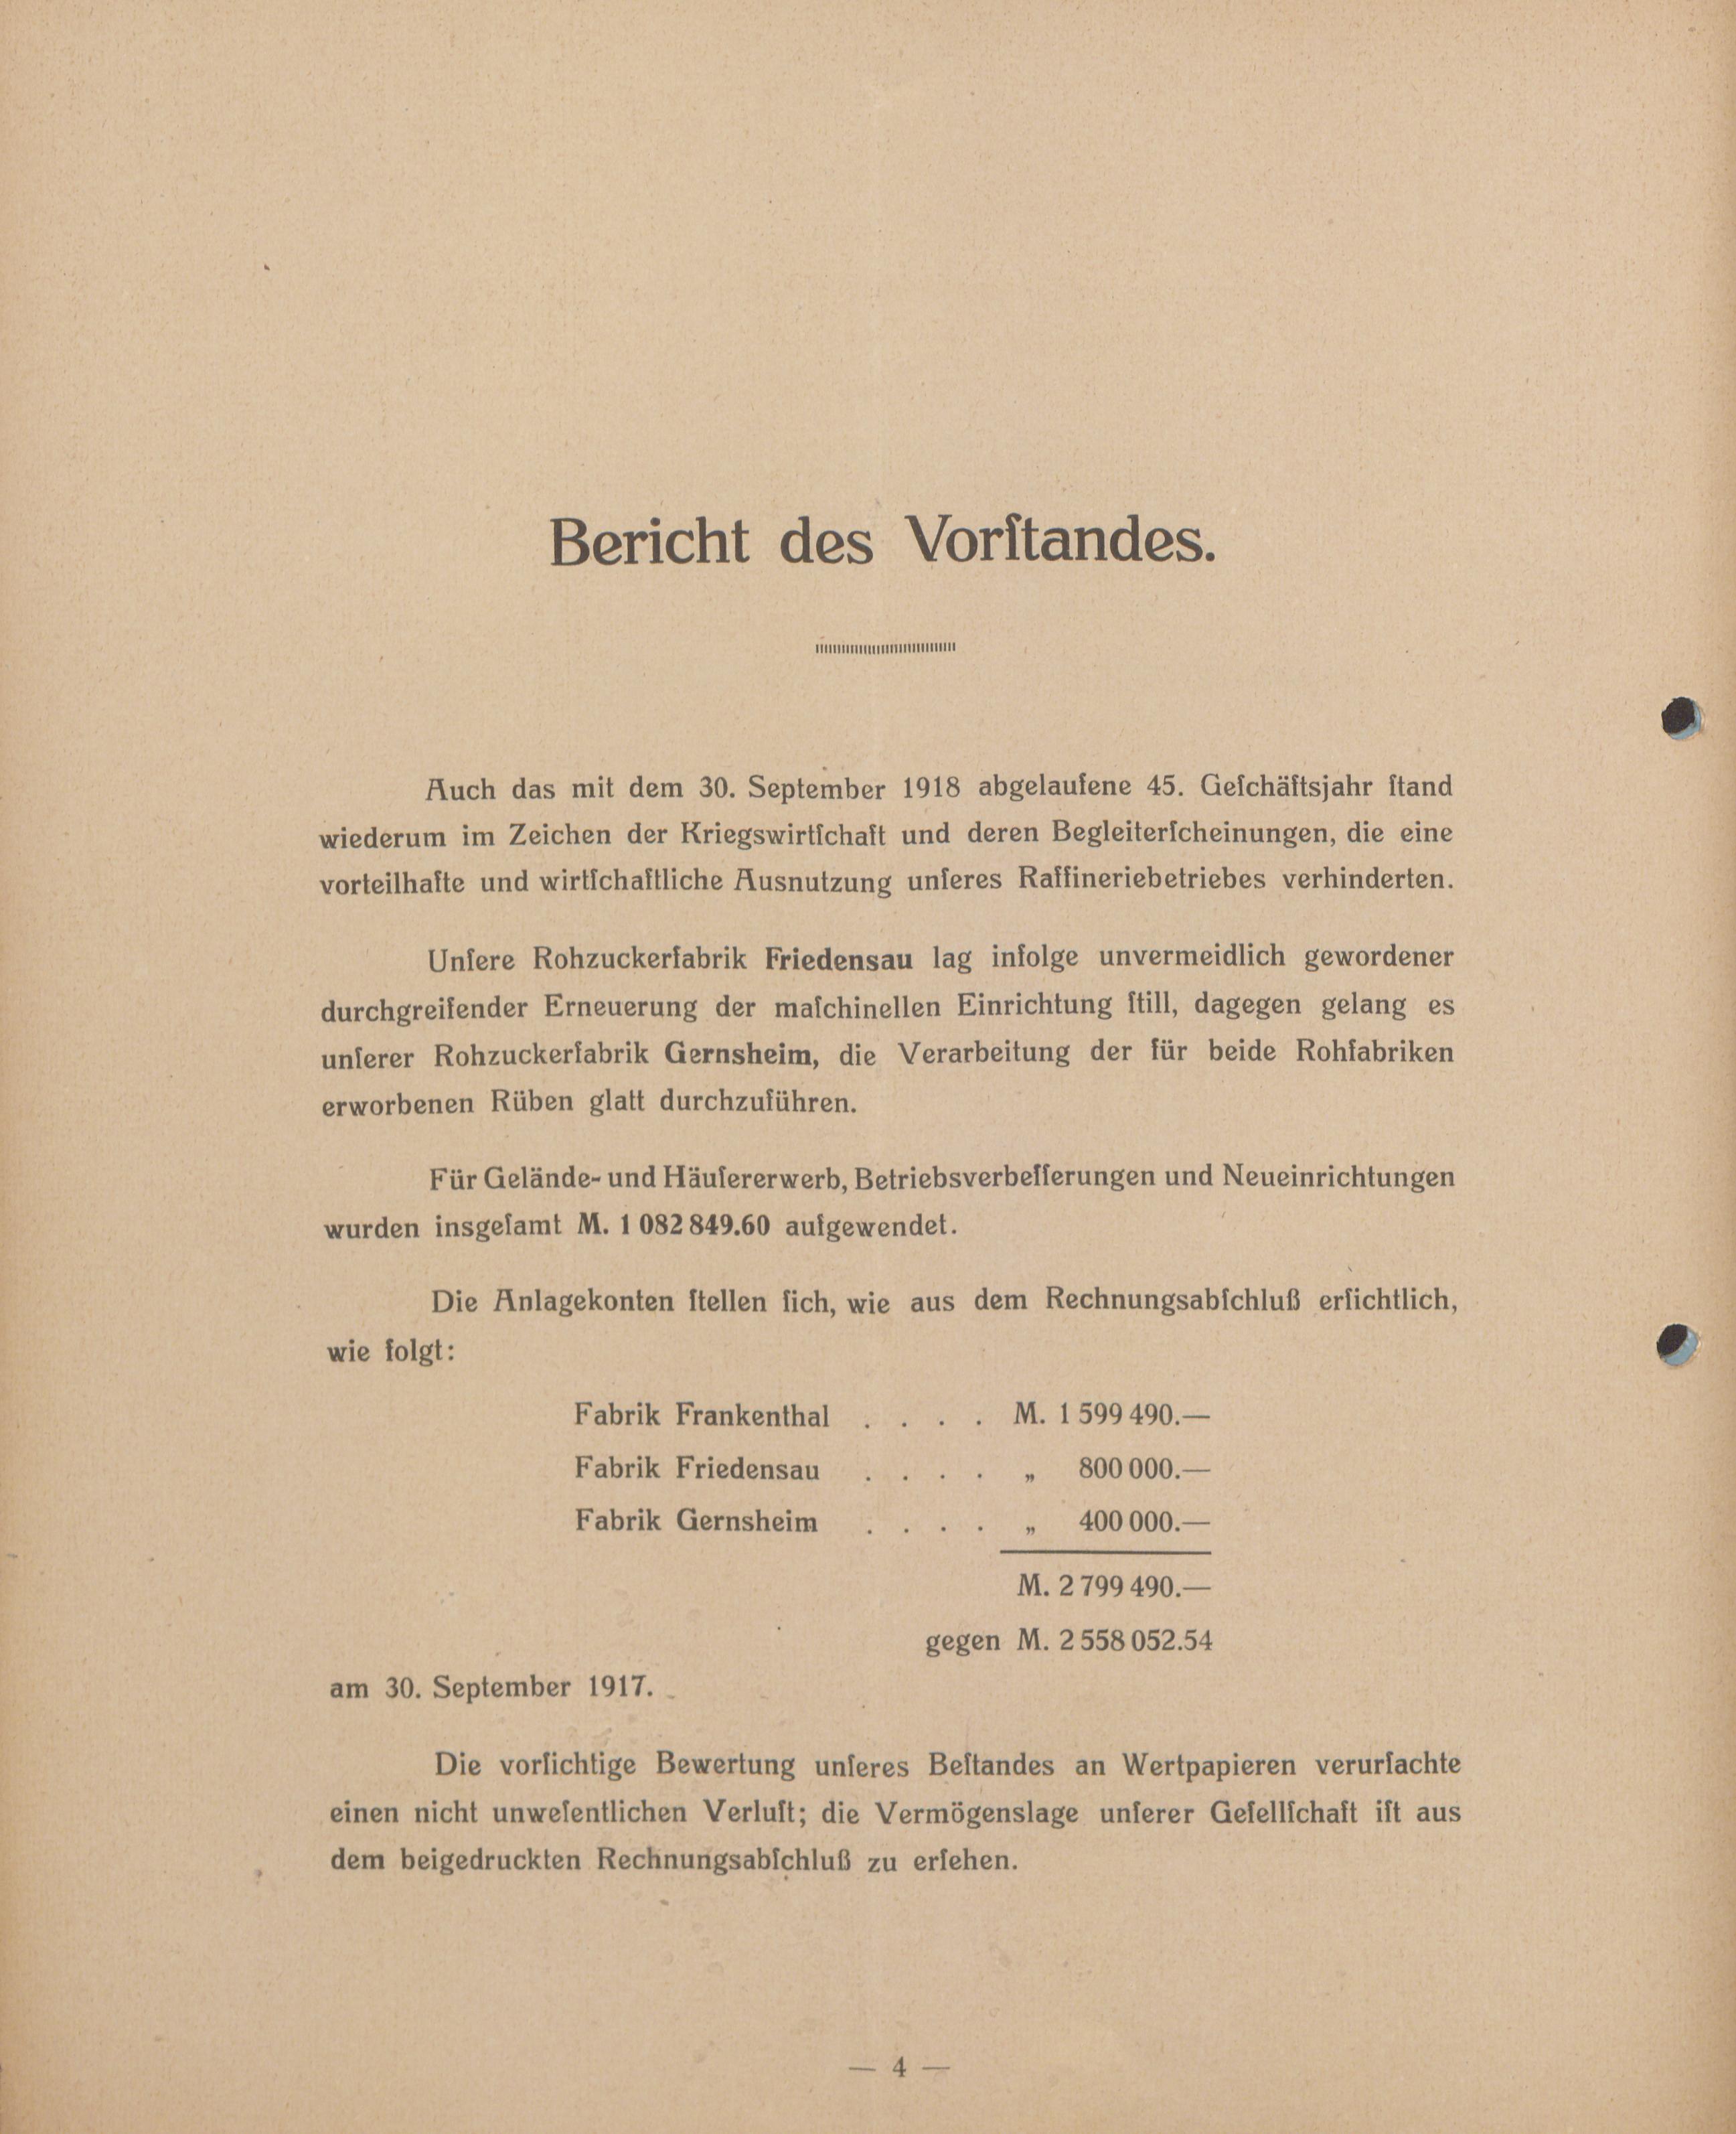 Bericht des Vorſtandes.
Auch das mit dem 30. September 1918 abgelaufene 45. Geſchäftsjahr ſtand
wiederum im Zeichen der Kriegswirtſchaft und deren Begleiterſcheinungen, die eine
vorteilhafte und wirtſchaftliche Ausnutzung unſeres Raffineriebetriebes verhinderten.
Unſere Rohzuckerfabrik Friedensau lag infolge unvermeidlich gewordener
durchgreifender Erneuerung der maſchinellen Einrichtung ſtill, dagegen gelang es
unſerer Rohzuckerfabrik Gernsheim, die Verarbeitung der für beide Rohfabriken
erworbenen Rüben glatt durchzuführen.
Für Gelände- und Häuſererwerb, Betriebsverbeſſerungen und Neueinrichtungen
wurden insgeſamt M. 1 082 849.60 aufgewendet.
Die Anlagekonten ſtellen ſich, wie aus dem Rechnungsabſchluß erſichtlich,
wie folgt:
Fabrik Frankenthal . . . . M. 1 599 490.—
Fabrik Friedensau . . . . „ 800 000.—
Fabrik Gernsheim . . . . „ 400 000.—
M. 2 799 490.—
gegen M. 2 558 052.54
am 30. September 1917.
Die vorſichtige Bewertung unſeres Beſtandes an Wertpapieren verurſachte
einen nicht unweſentlichen Verluſt; die Vermögenslage unſerer Geſellſchaft iſt aus
dem beigedruckten Rechnungsabſchluß zu erſehen.
— 4 —